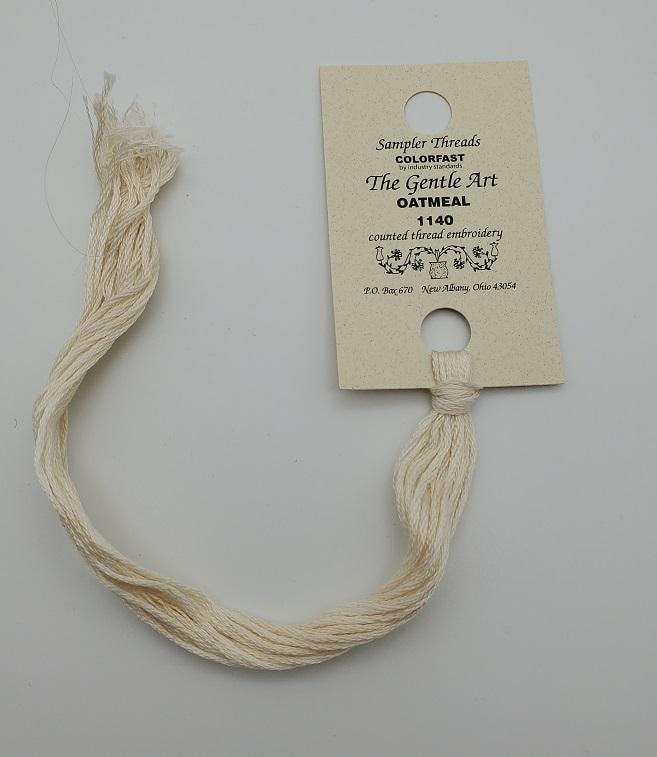 Sampler Threads
COLORFAST
by industry standards
The Gentle Art
OATMEAL
1140
counted thread embroidery
P.O. Box 670 New Albany, Ohio 43054